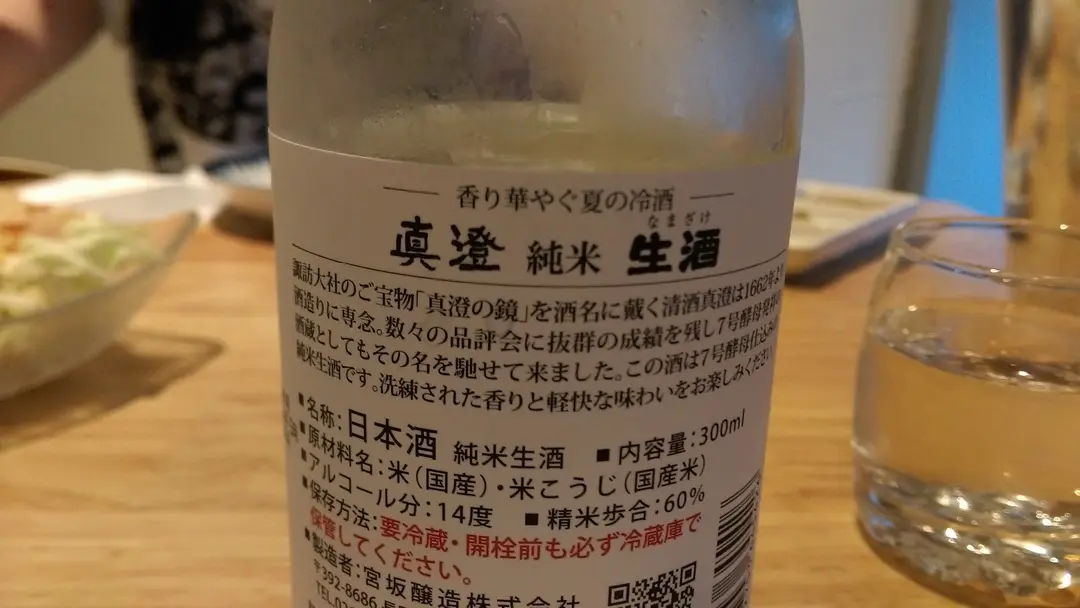 香り華やぐ夏の冷酒
なまざけ
真澄 純米 生酒
諏訪大社のご宝物「真澄の鏡」を酒名に戴く清酒真澄は1662年より
酒造りに専念。数々の品評会に抜群の成績を残し7号酵母発祥の
酒蔵としてもその名を馳せて来ました。この酒は7号酵母仕込みの
純米生酒です。洗練された香りと軽快な味わいをお楽しみください
■名称：日本酒 純米生酒 ■内容量：300ml
■原材料名：米（国産）・米こうじ（国産米）
■アルコール分：14度 ■精米歩合：60%
■保存方法：要冷蔵・開栓前も必ず冷蔵庫で
保管してください。
■製造者：宮坂醸造株式会社
〒392-8686
TEL.02